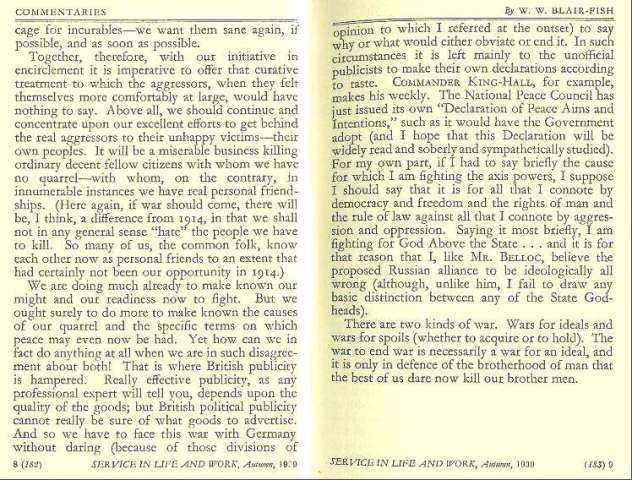 COMMENTARIES
cage for incurables—we want them sane again, if
possible, and as soon as possible.
Together, therefore, with our initiative in
encirclement it is imperative to offer that curative
treatment to which the aggressors, when they felt
themselves more comfortably at large, would have
nothing to say. Above all, we should continue and
concentrate upon our excellent efforts to get behind
the real aggressors to their unhappy victims—their
own peoples. It will be a miserable business killing
ordinary decent fellow citizens with whom we have
no quarrel—with whom, on the contrary, in
innumerable instances we have real personal friend-
ships. (Here again, if war should come, there will
be, I think, a difference from 1914, in that we shall
not in any general sense "hate" the people we have
to kill. So many of us, the common folk, know
each other now as personal friends to an extent that
had certainly not been our opportunity in 1914.)
We are doing much already to make known our
might and our readiness now to fight. But we
ought surely to do more to make known the causes
of our quarrel and the specific terms on which
peace may even now be had. Yet how can we in
fact do anything at all when we are in such disagree-
ment about both! That is where British publicity
is hampered. Really effective publicity, as any
professional expert will tell you, depends upon the
quality of the goods; but British political publicity
cannot really be sure of what goods to advertise.
And so we have to face this war with Germany
without daring (because of those divisions of
8 (182) SERVICE IN LIFE AND WORK, Autumn, 1939
By W. W. BLAIR-FISH
opinion to which I referred at the outset) to say
why or what would either obviate or end it. In such
circumstances it is left mainly to the unofficial
publicists to make their own declarations according
to taste. COMMANDER KING-HALL, for example,
makes his weekly. The National Peace Council has
just issued its own "Declaration of Peace Aims and
Intentions," such as it would have the Government
adopt (and I hope that this Declaration will be
widely read and soberly and sympathetically studied).
For my own part, if I had to say briefly the cause
for which I am fighting the axis powers, I suppose
I should say that it is for all that I connote by
democracy and freedom and the rights of man and
the rule of law against all that I connote by aggres-
sion and oppression. Saying it most briefly, I am
fighting for God Above the State . . . and it is for
that reason that I, like MR. BELLOC, believe the
proposed Russian alliance to be ideologically all
wrong (although, unlike him, I fail to draw any
basic distinction between any of the State God-
heads).
There are two kinds of war. Wars for ideals and
wars for spoils (whether to acquire or to hold). The
war to end war is necessarily a war for an ideal, and
it is only in defence of the brotherhood of man that
the best of us dare now kill our brother men.
SERVICE IN LIFE AND WORK, Autumn, 1939 (183) 9